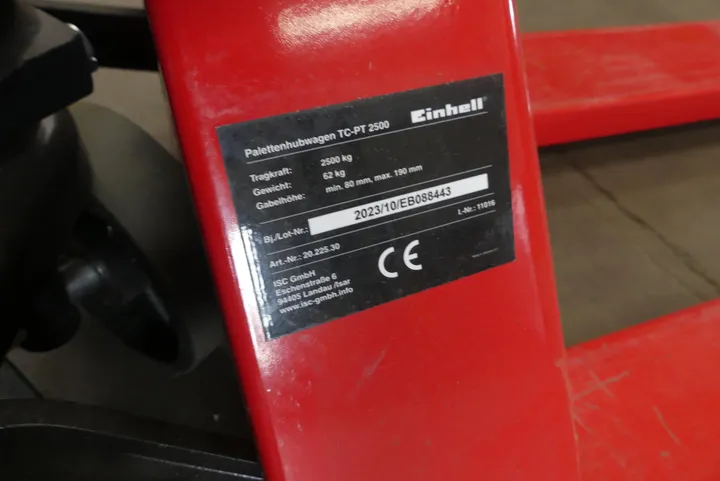 Einhell
Palettenhubwagen TC-PT 2500
Tragkraft: 2500 kg
Gewicht: 62 kg
Gabelhöhe: min. 80 mm, max. 190 mm
Bj./Lot-Nr.: 2023/10/EB088443
Art.-Nr.: 20.225.30 I.-Nr.: 11016
ISC GmbH
Eschenstraße 6
94405 Landau /Isar
www.isc-gmbh.info
CE